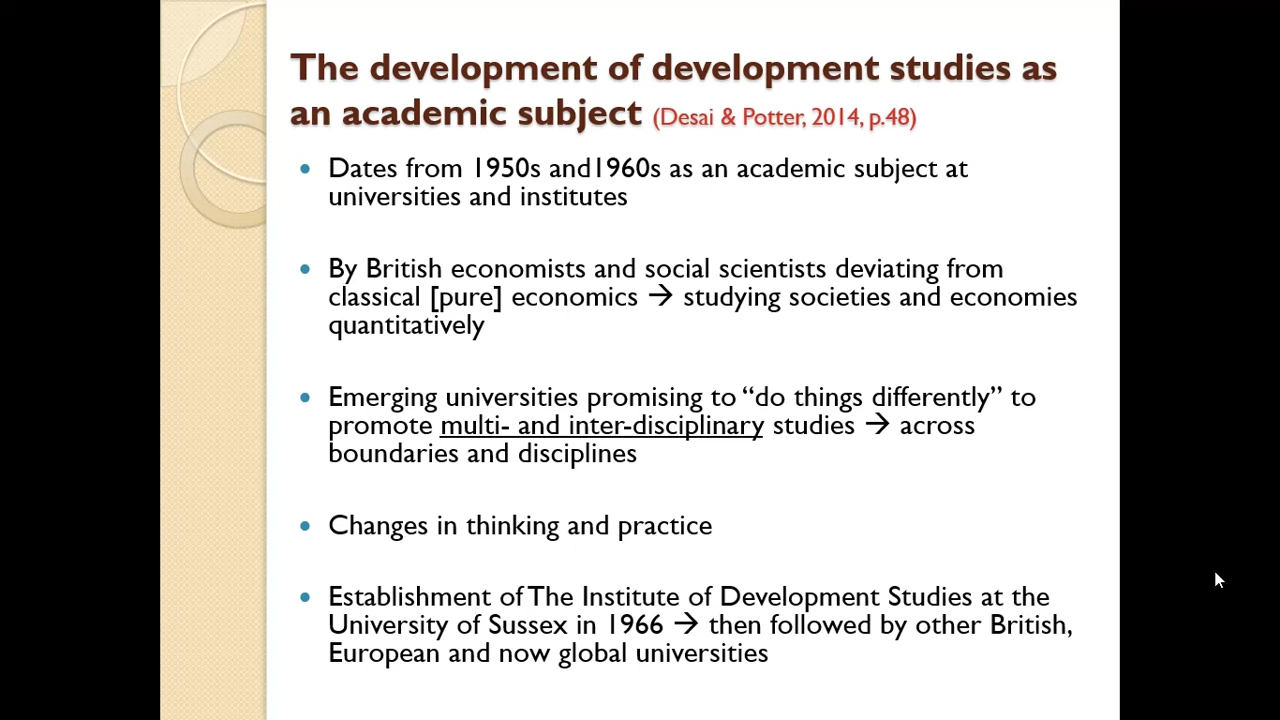 The development of development studies as
an academic subject (Desai & Potter, 2014, p.48)
• Dates from 1950s and1960s as an academic subject at
universities and institutes
• By British economists and social scientists deviating from
classical [pure] economics → studying societies and economies
quantitatively
• Emerging universities promising to “do things differently” to
promote multi- and inter-disciplinary studies → across
boundaries and disciplines
• Changes in thinking and practice
• Establishment of The Institute of Development Studies at the
University of Sussex in 1966 → then followed by other British,
European and now global universities